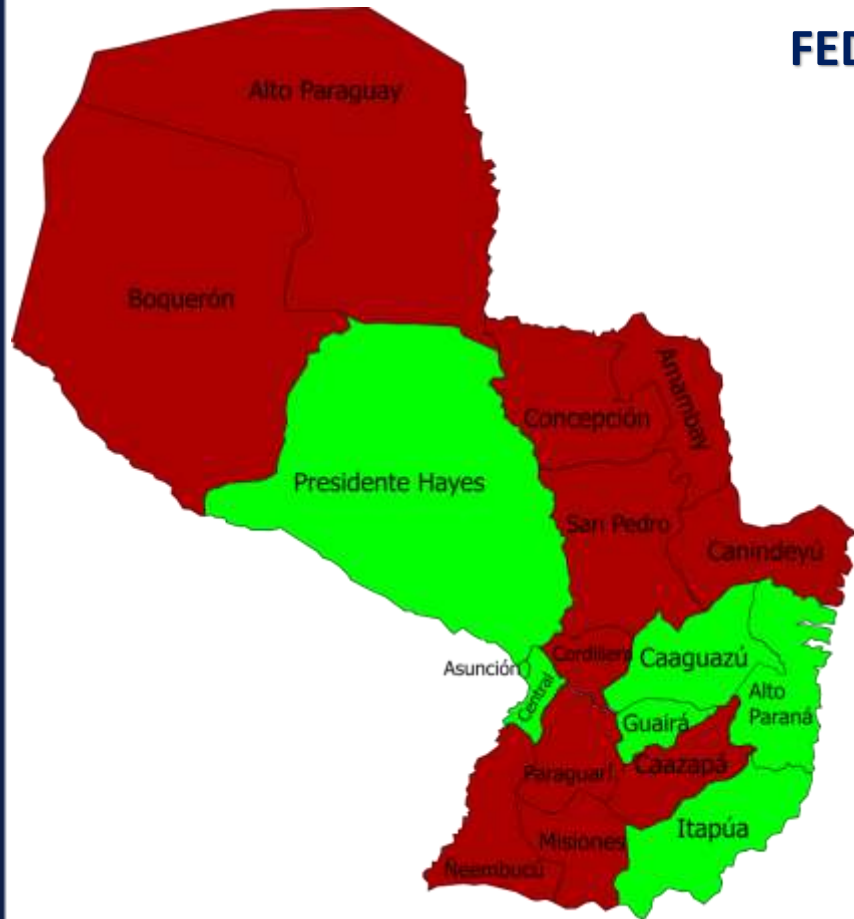 FED
Alto Paraguay
Boquerón
Amambay
Concepción
Presidente Hayes
San Pedro
Canindeyú
Cordillera
Caaguazú
Asunción
Central
Alto
Paraná
Guairá
Caazapá
Paraguarí
Itapúa
Misiones
Ñeembucú